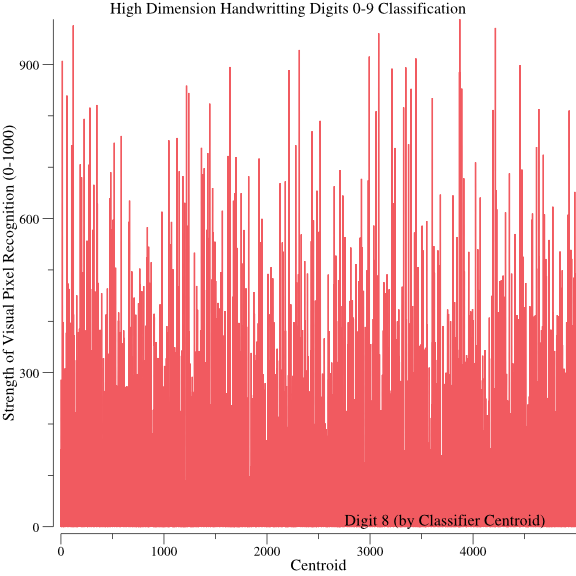 High Dimension Handwritting Digits 0-9 Classification
Strength of Visual Pixel Recognition (0-1000)
900
600
300
0
Digit 8 (by Classifier Centroid)
0 1000 2000 3000 4000
Centroid